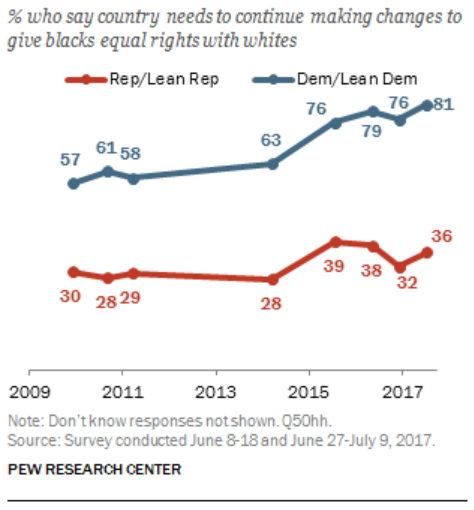 % who say country needs to continue making changes to
give blacks equal rights with whites
Rep/Lean Rep Dem/Lean Dem
57 61 58 63 76 79 76 81
30 28 29 28 39 38 32 36
2009 2011 2013 2015 2017
Note: Don't know responses not shown. Q50hh.
Source: Survey conducted June 8-18 and June 27-July 9, 2017.
PEW RESEARCH CENTER